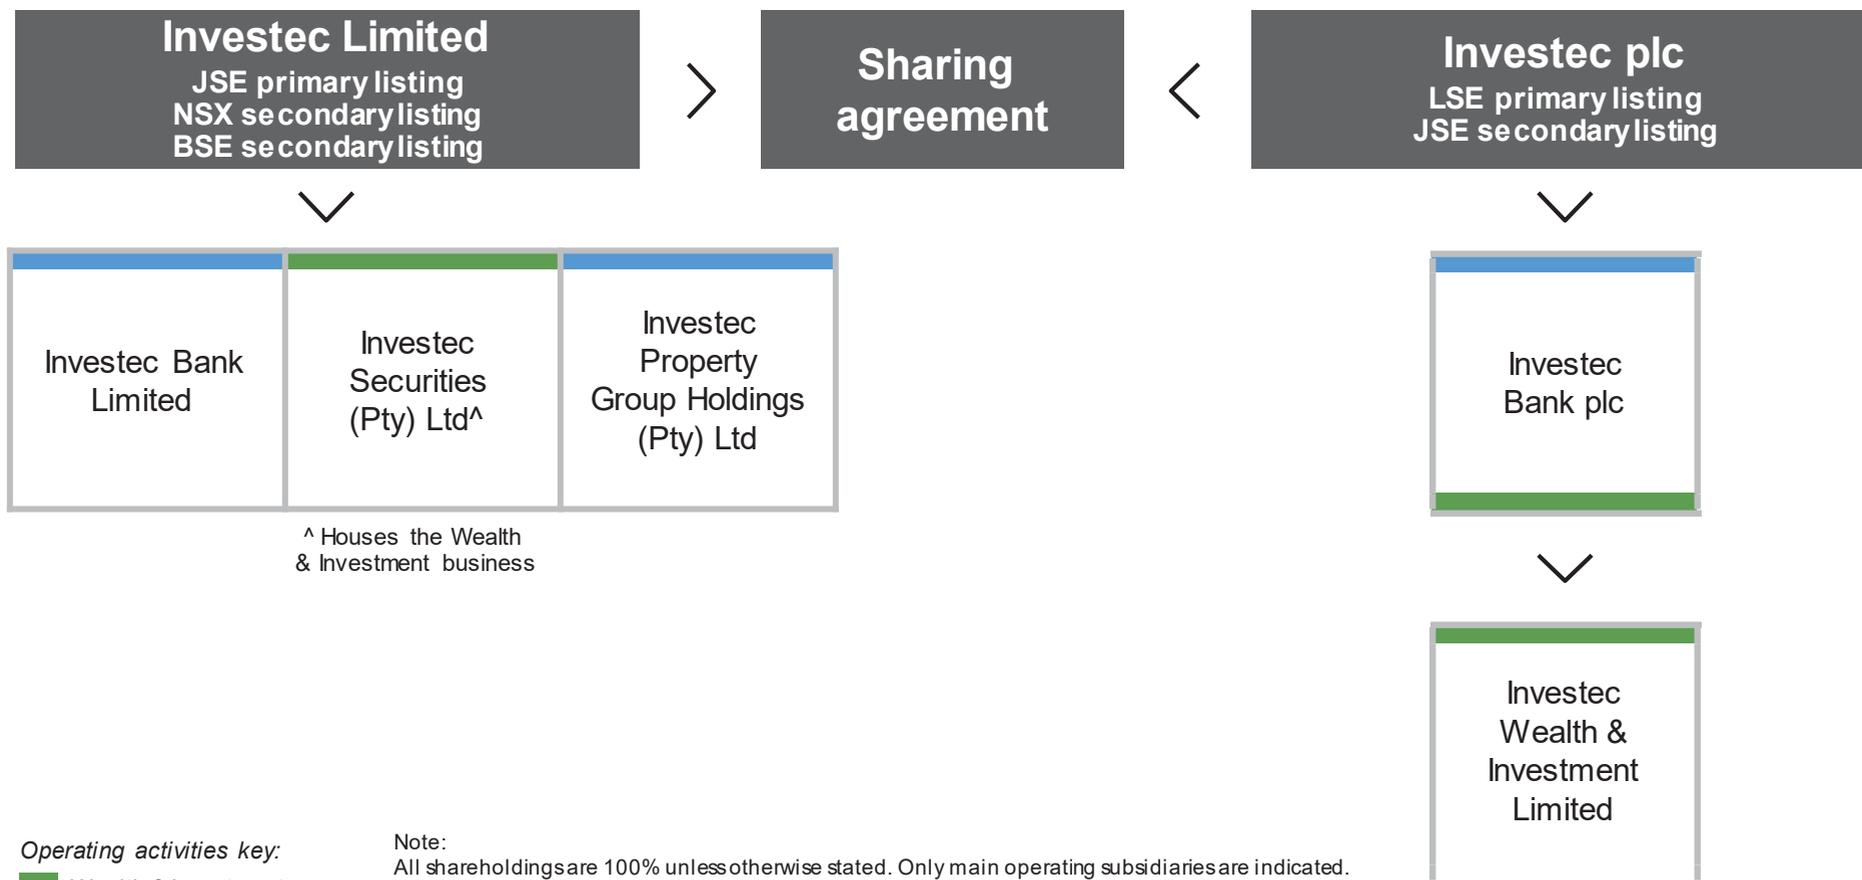 Investec Limited
JSE primary listing
NSX secondary listing
BSE secondary listing
Sharing
agreement
Investec plc
LSE primary listing
JSE secondary listing
Investec Bank
Limited
Investec
Securities
(Pty) Ltd^
Investec
Property
Group Holdings
(Pty) Ltd
^ Houses the Wealth
& Investment business
Investec
Bank plc
Investec
Wealth &
Investment
Limited
Operating activities key:
Note:
All shareholdings are 100% unless otherwise stated. Only main operating subsidiaries are indicated.